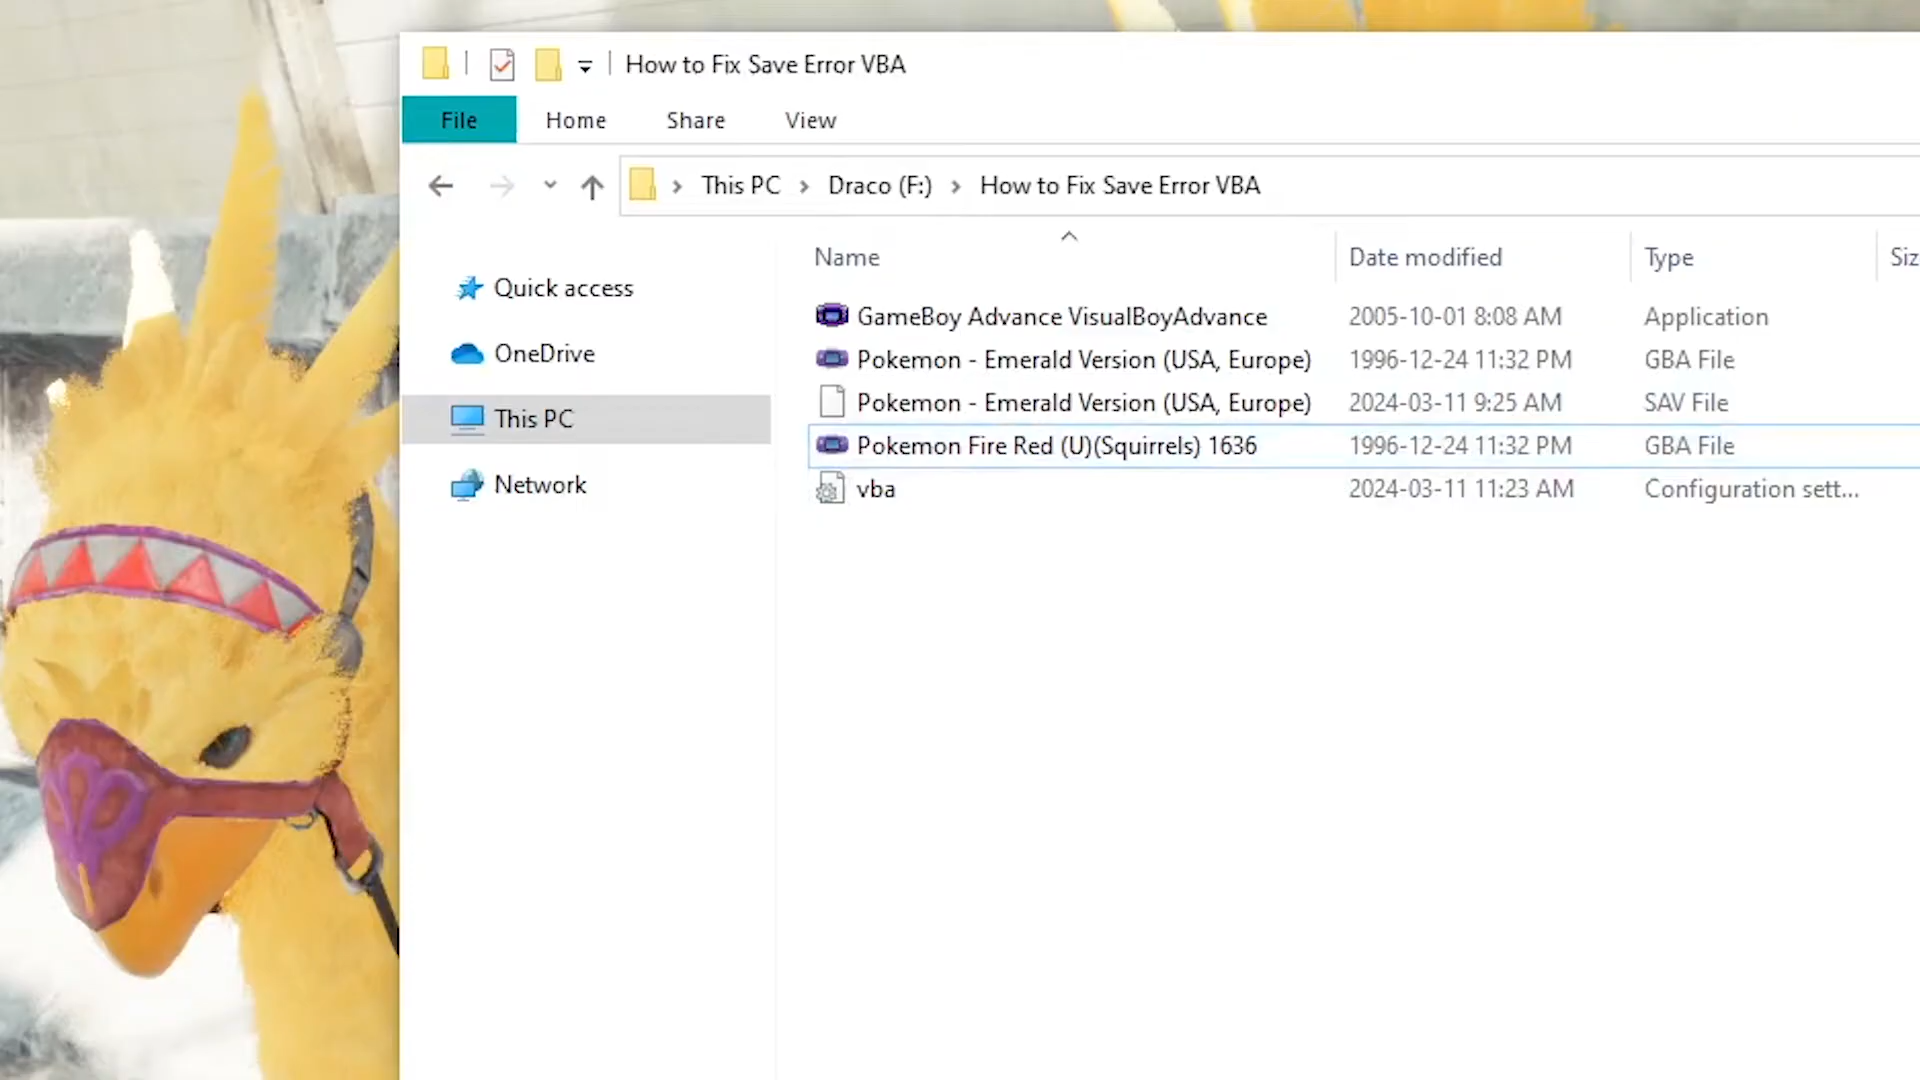 How to Fix Save Error VBA
File Home Share View
This PC Draco (F:) How to Fix Save Error VBA
Name Date modified Type Siz
Quick access
OneDrive
This PC
Network
GameBoy Advance VisualBoyAdvance 2005-10-01 8:08 AM Application
Pokemon - Emerald Version (USA, Europe) 1996-12-24 11:32 PM GBA File
Pokemon - Emerald Version (USA, Europe) 2024-03-11 9:25 AM SAV File
Pokemon Fire Red (U)(Squirrels) 1636 1996-12-24 11:32 PM GBA File
vba 2024-03-11 11:23 AM Configuration sett...